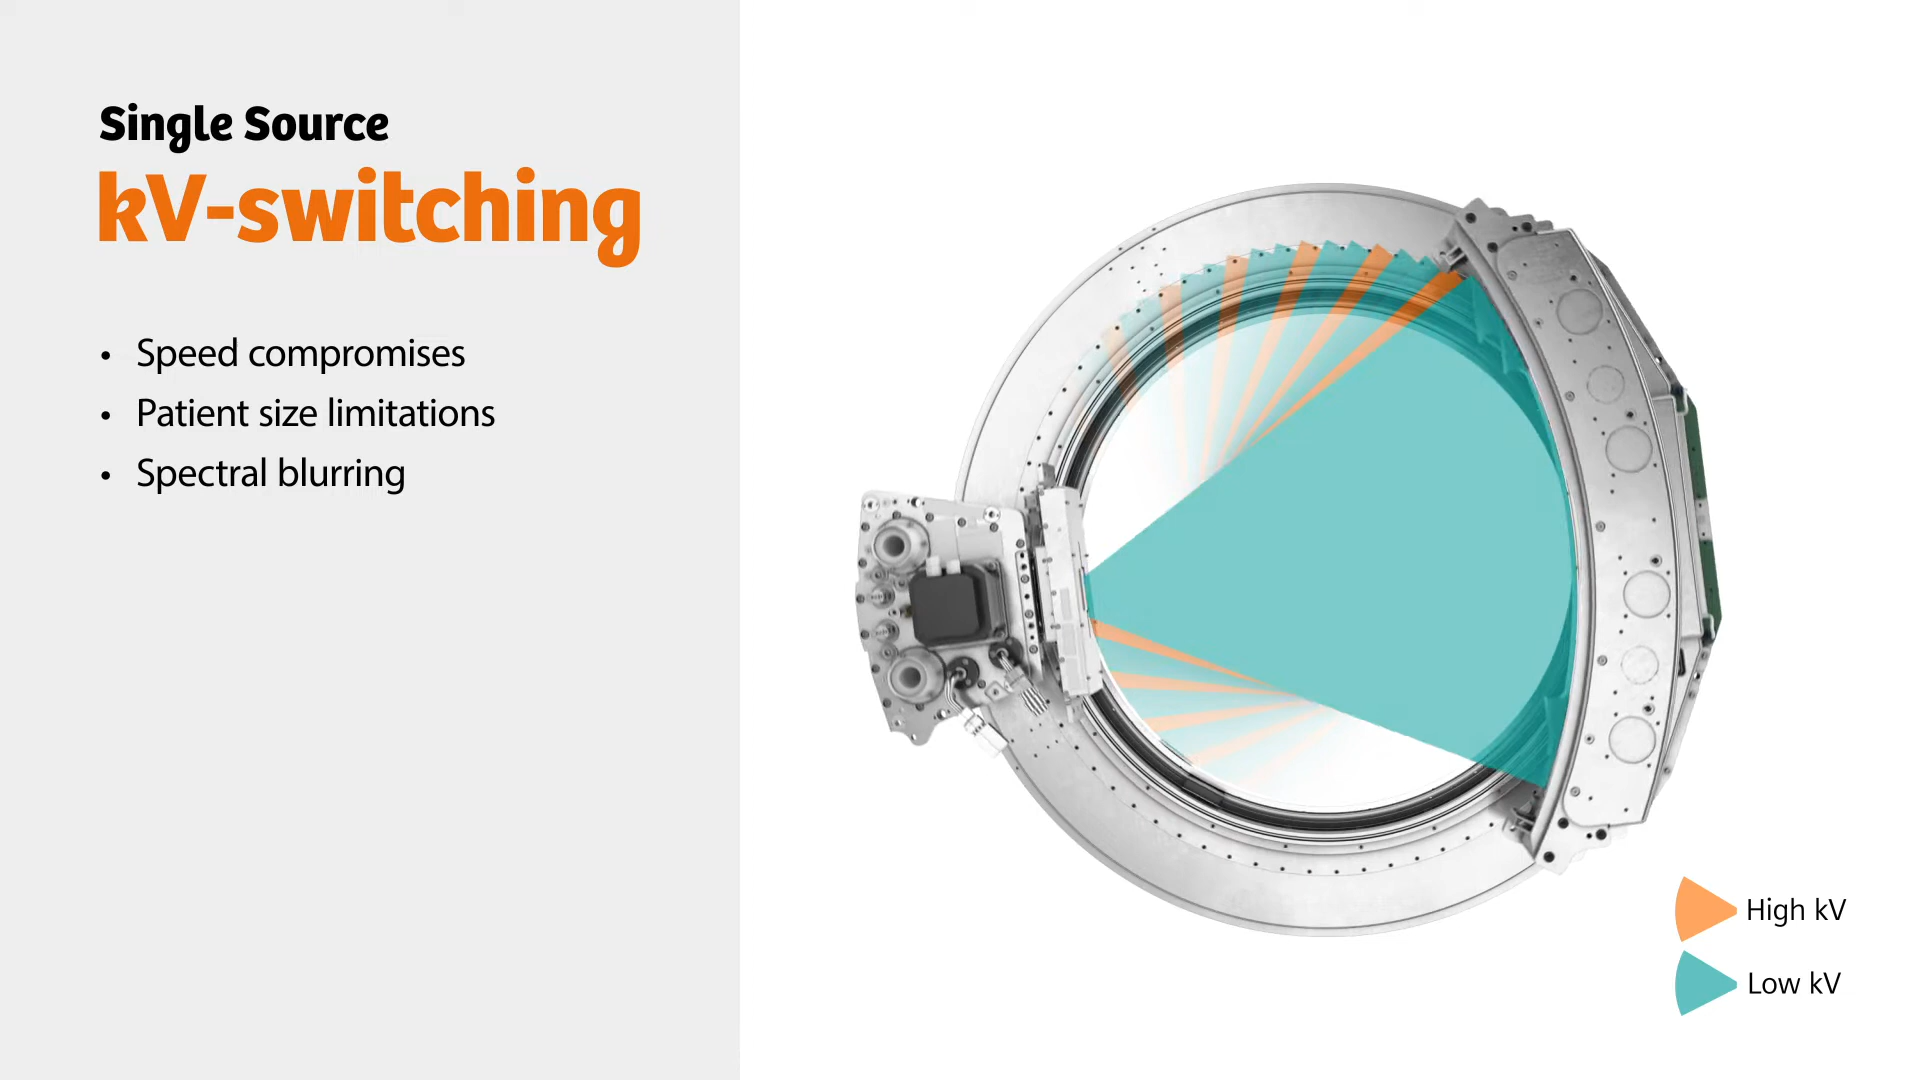 Single Source
kV-switching
• Speed compromises
• Patient size limitations
• Spectral blurring
High kV
Low kV